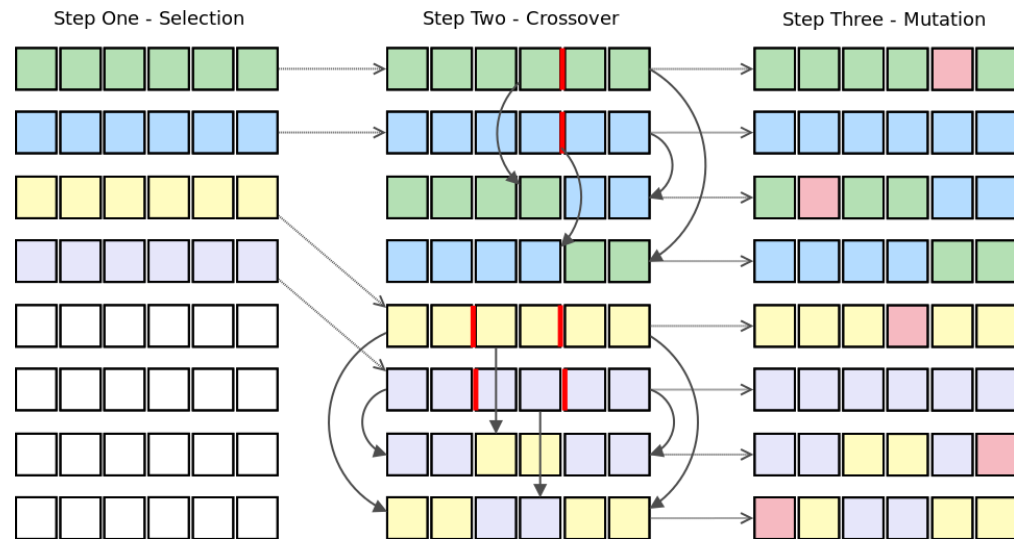 Step One - Selection
Step Two - Crossover
Step Three - Mutation